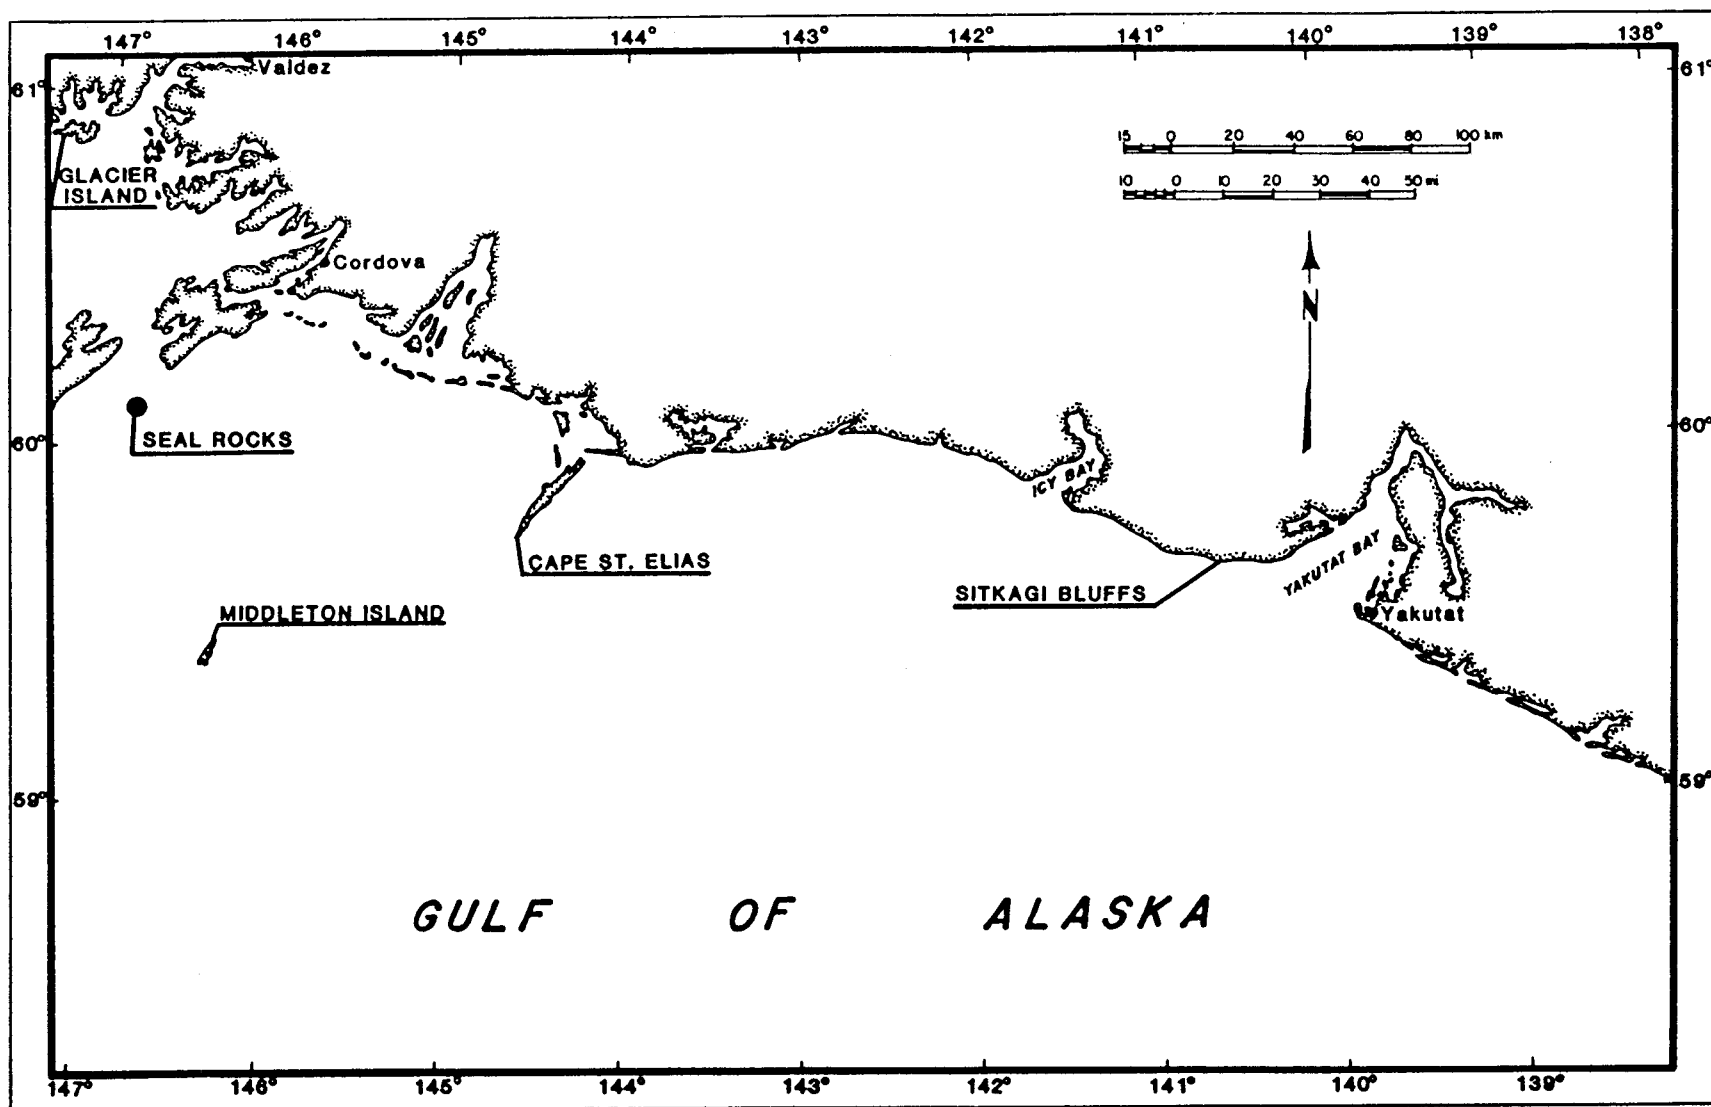 147° 146° 145° 144° 143° 142° 141° 140° 139° 138°
61° 61°
Valdez
15 0 20 40 60 80 100 km
GLACIER
ISLAND
10 0 10 20 30 40 50 mi
Cordova
N
60° 60°
SEAL ROCKS
ICY BAY
CAPE ST. ELIAS
YAKUTAT BAY
SITKAGI BLUFFS
MIDDLETON ISLAND
Yakutat
59° 59°
GULF OF ALASKA
147° 146° 145° 144° 143° 142° 141° 140° 139°